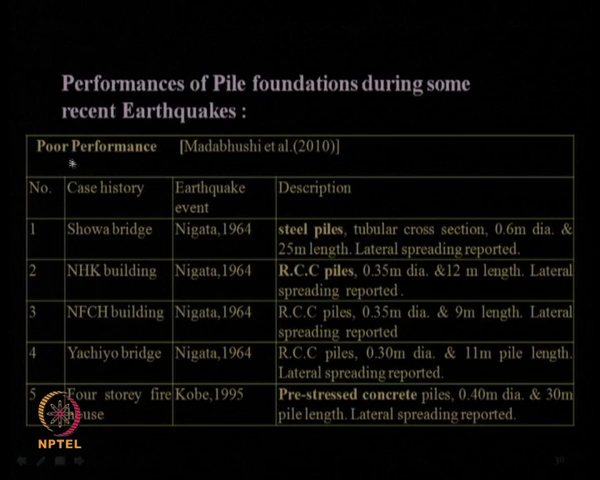 Performances of Pile foundations during some
recent Earthquakes :
Poor Performance [Madabhushi et al.(2010)]
No. Case history Earthquake event Description
1 Showa bridge Nigata,1964 steel piles, tubular cross section, 0.6m dia. &
25m length. Lateral spreading reported.
2 NHK building Nigata,1964 R.C.C piles, 0.35m dia. &12 m length. Lateral
spreading reported .
3 NFCH building Nigata,1964 R.C.C piles, 0.35m dia. & 9m length. Lateral
spreading reported
4 Yachiyo bridge Nigata,1964 R.C.C piles, 0.30m dia. & 11m pile length.
Lateral spreading reported.
5 Four storey fire house Kobe,1995 Pre-stressed concrete piles, 0.40m dia. & 30m
pile length. Lateral spreading reported.
NPTEL